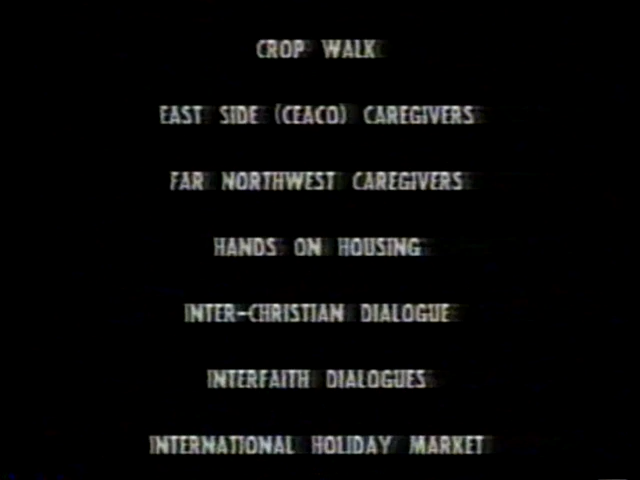 CROP WALK
EAST SIDE (CEACO) CAREGIVERS
FAR NORTHWEST CAREGIVERS
HANDS ON HOUSING
INTER-CHRISTIAN DIALOGUE
INTERFAITH DIALOGUES
INTERNATIONAL HOLIDAY MARKET